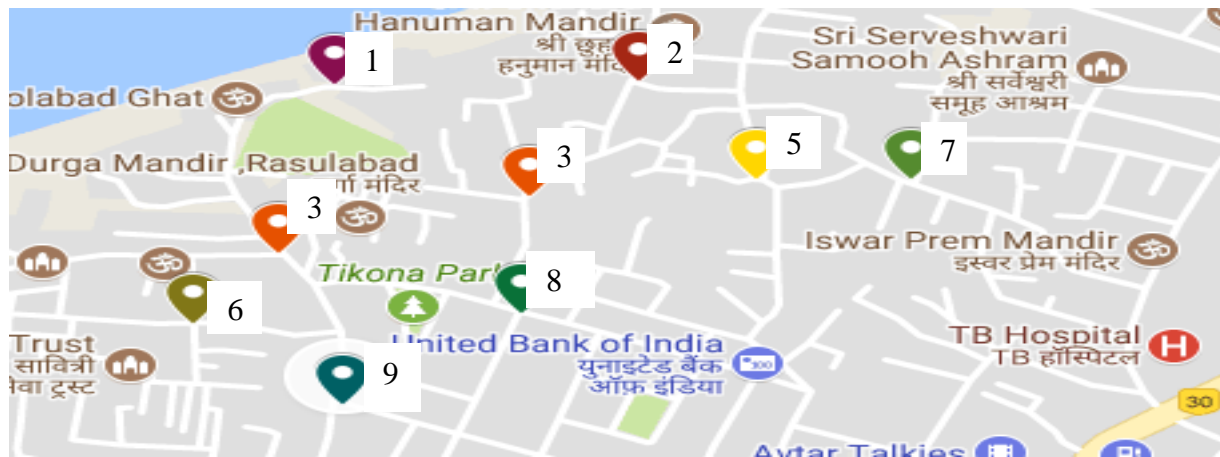 Hanuman Mandir
श्री छुह
हनुमान मंदि
1
2
Sri Serveshwari
Samooh Ashram
श्री सर्वेश्वरी
समूह आश्रम
olabad Ghat
3
5
7
Durga Mandir ,Rasulabad
र्गा मंदिर
3
Iswar Prem Mandir
इस्वर प्रेम मंदिर
Tikona Park
8
6
Trust
सावित्री
सेवा ट्रस्ट
United Bank of India
युनाइटेड बैंक
ऑफ़ इंडिया
TB Hospital
TB हॉस्पिटल
H
9
30
Avtar Talkies